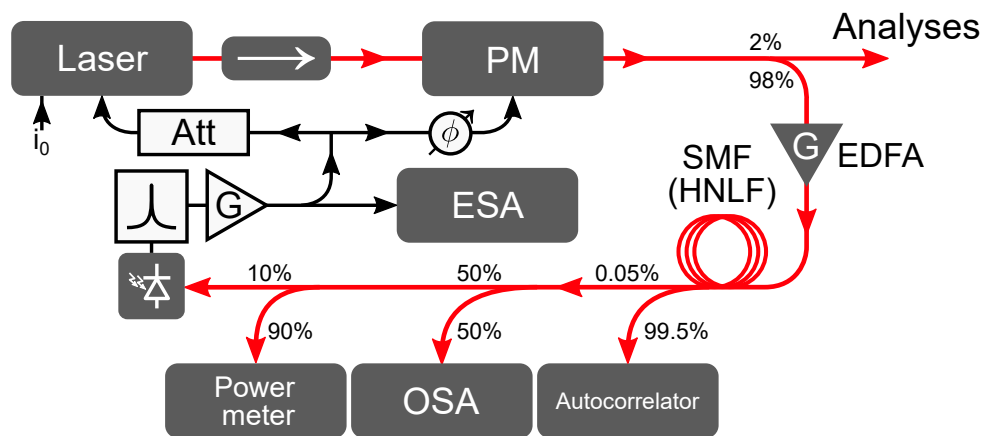 Laser
PM
2%
Analyses
98%
i0
Att
ϕ
G
EDFA
SMF
(HNLF)
G
ESA
10%
50%
0.05%
90%
50%
99.5%
Power
meter
OSA
Autocorrelator